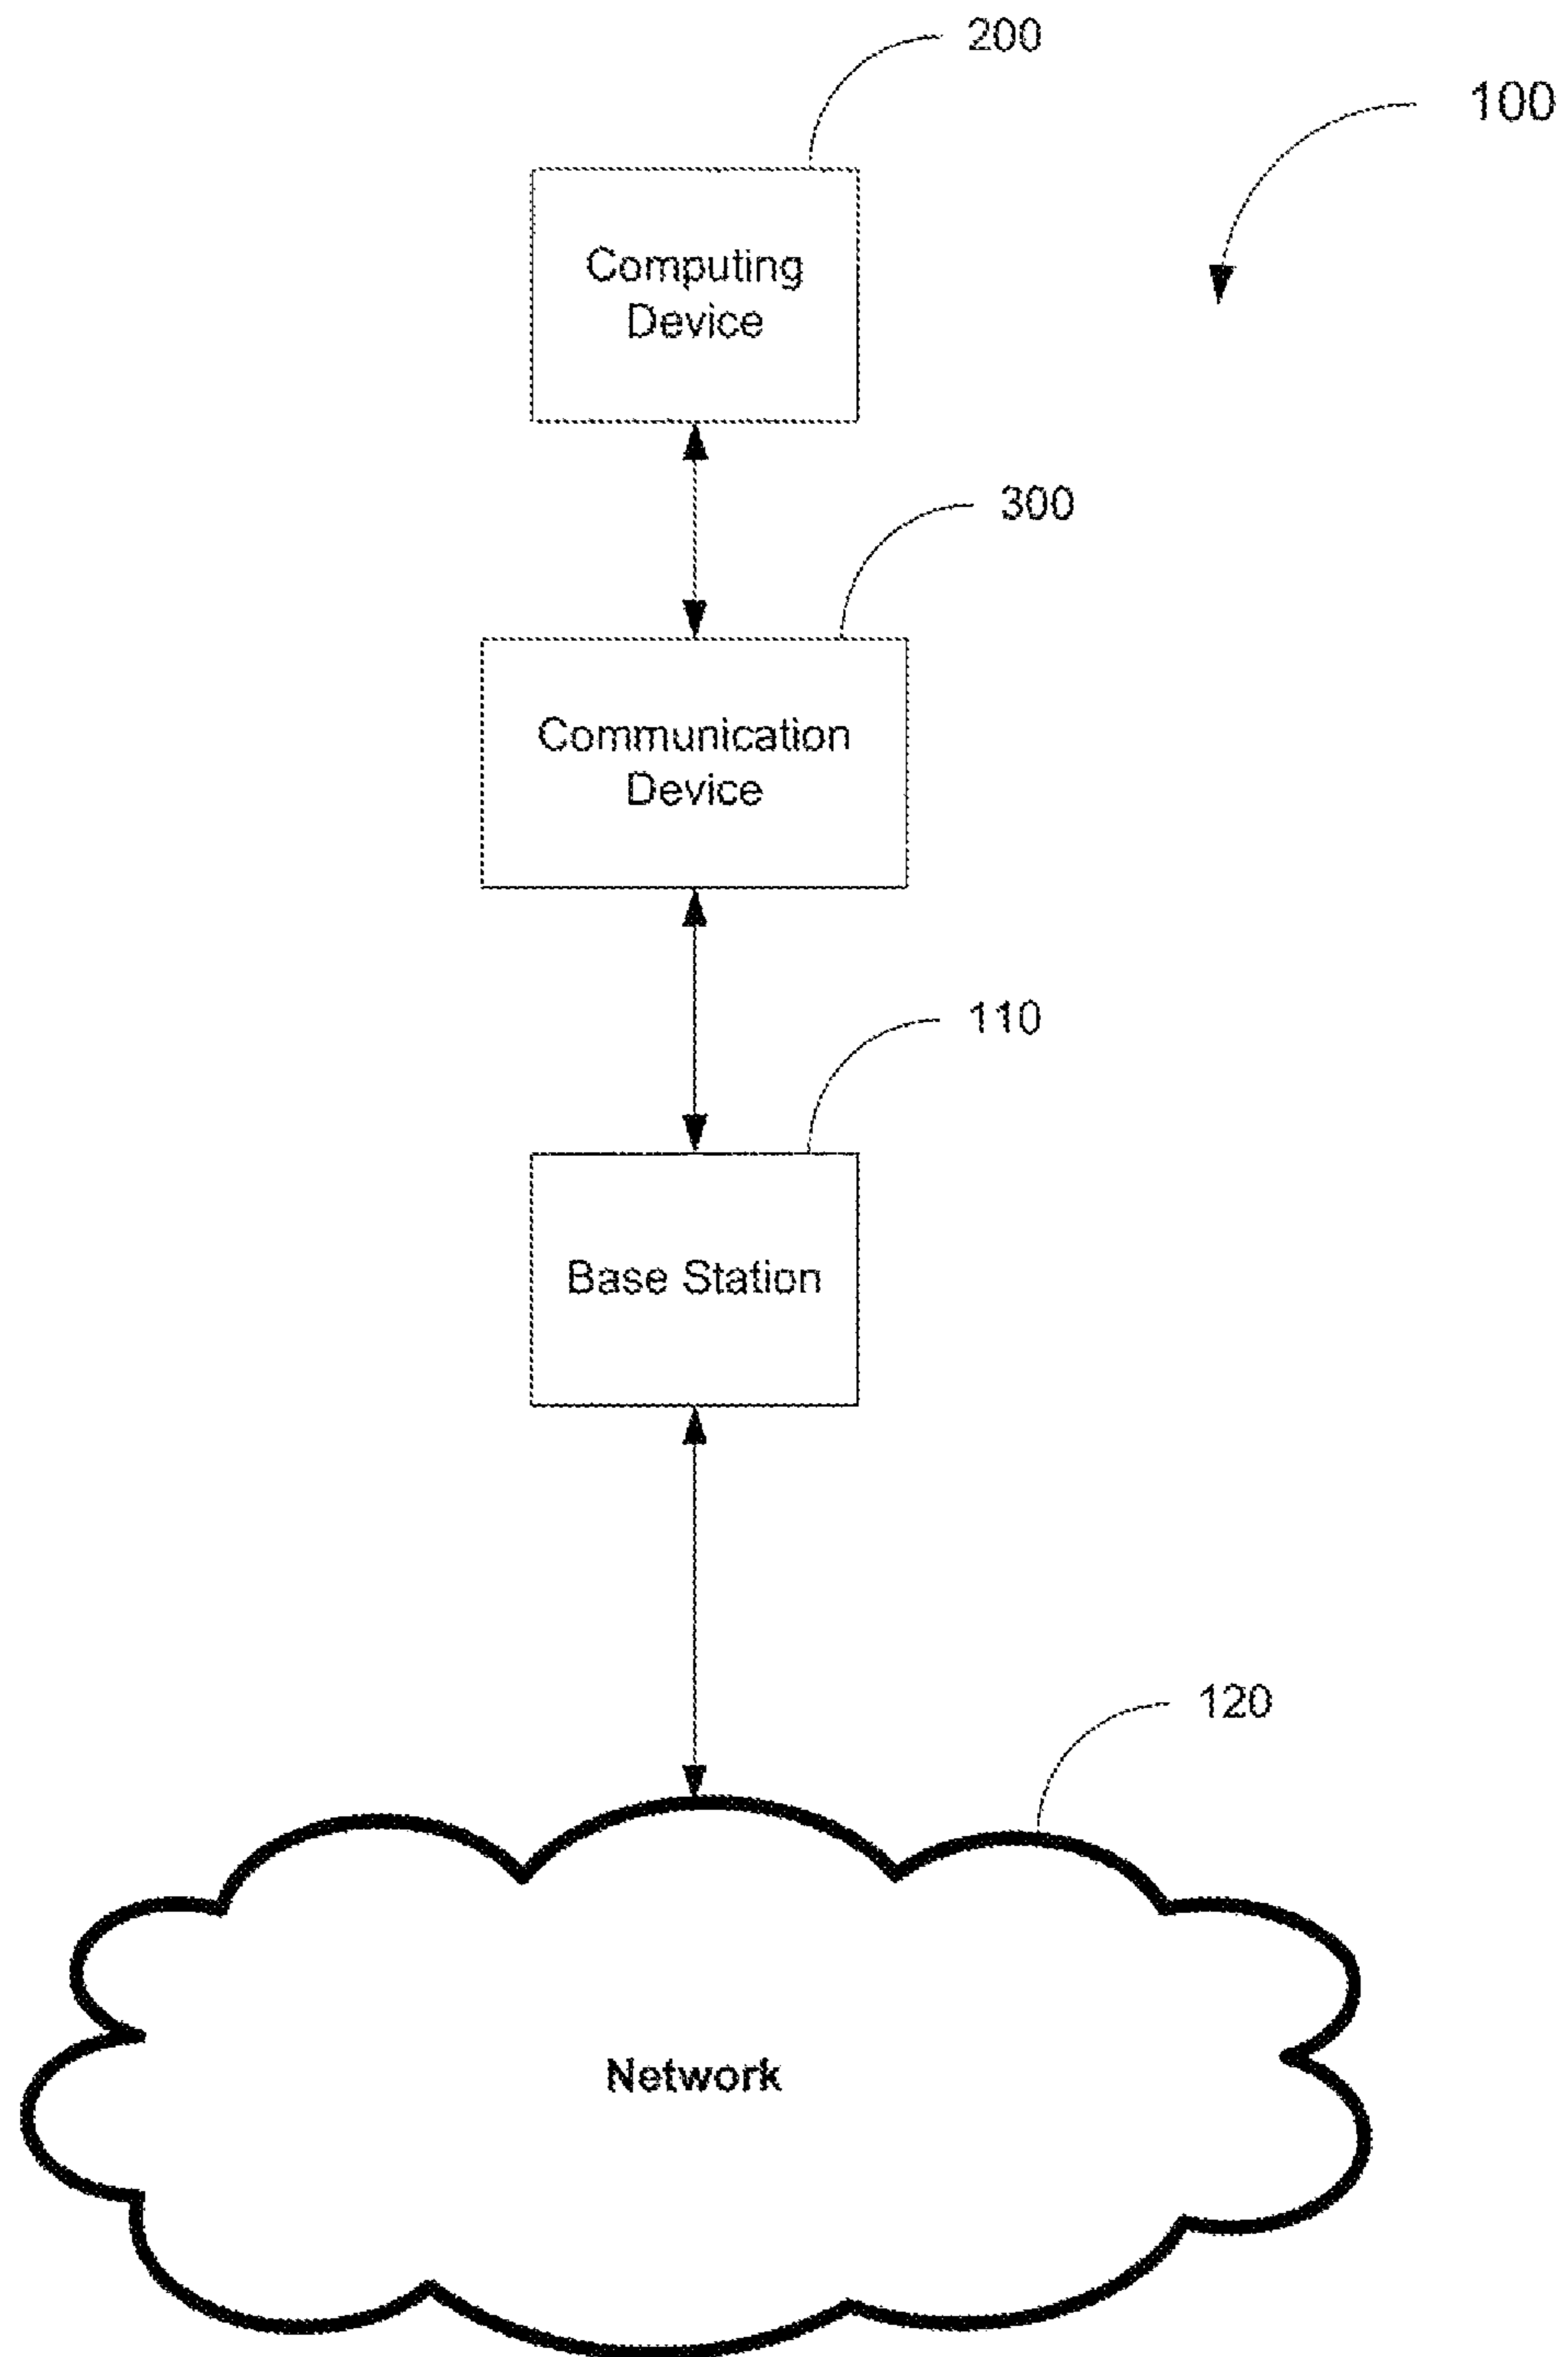 200
100
Computing
Device
300
Communication
Device
110
Base Station
120
Network